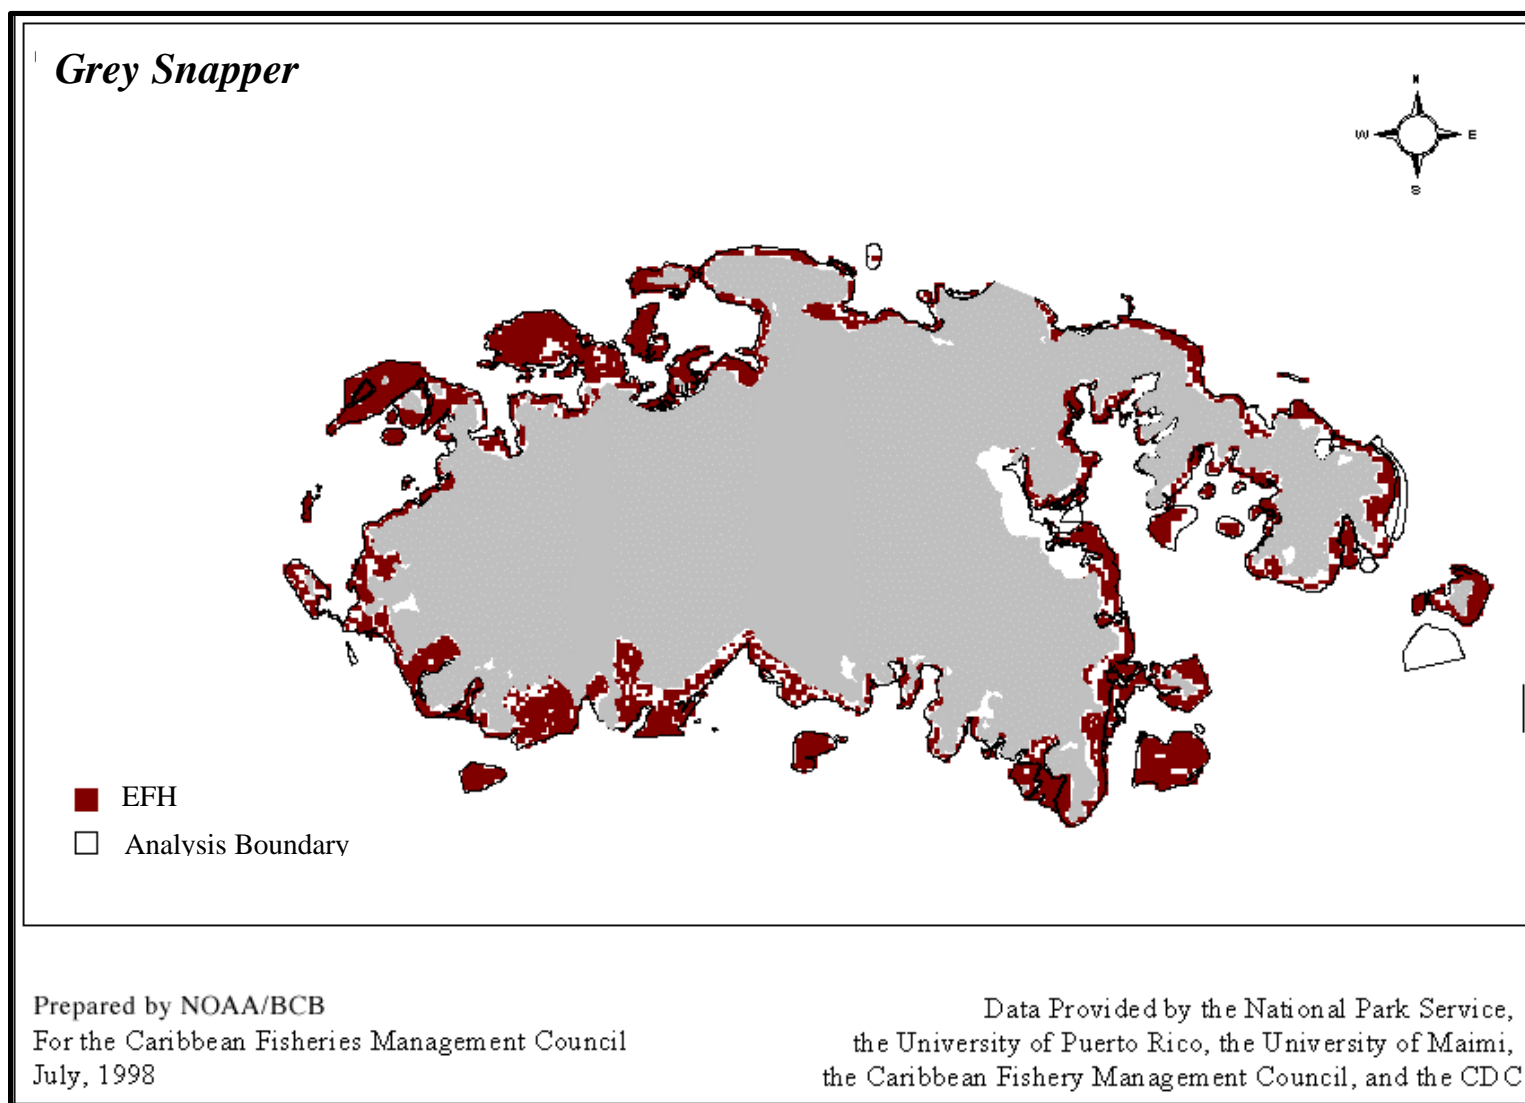 Grey Snapper
N
W E
S
EFH
Analysis Boundary
Prepared by NOAA/BCB
For the Caribbean Fisheries Management Council
July, 1998
Data Provided by the National Park Service,
the University of Puerto Rico, the University of Maimi,
the Caribbean Fishery Management Council, and the CDC